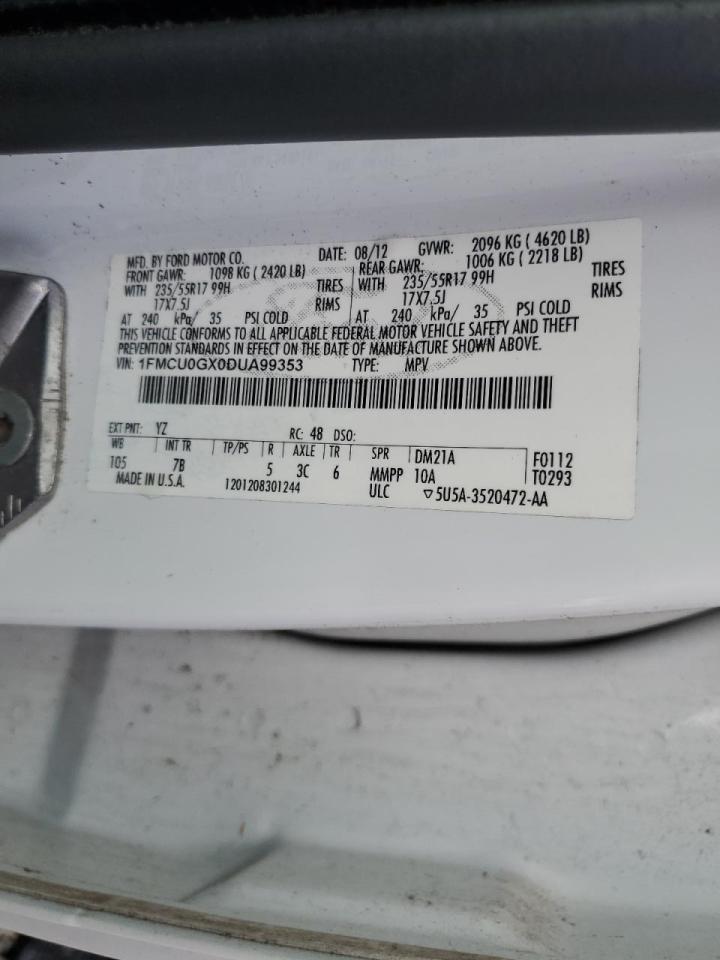 MFD. BY FORD MOTOR CO. DATE: 08/12 GVWR: 2096 KG ( 4620 LB)
FRONT GAWR: 1098 KG ( 2420 LB) REAR GAWR: 1006 KG ( 2218 LB)
WITH 235/55R17 99H TIRES WITH 235/55R17 99H TIRES
17X7.5J RIMS 17X7.5J RIMS
AT 240 kPa/ 35 PSI COLD AT 240 kPa/ 35 PSI COLD
THIS VEHICLE CONFORMS TO ALL APPLICABLE FEDERAL MOTOR VEHICLE SAFETY AND THEFT
PREVENTION STANDARDS IN EFFECT ON THE DATE OF MANUFACTURE SHOWN ABOVE.
VIN: 1FMCU0GX0DUA99353 TYPE: MPV
EXT PNT: YZ RC: 48 DSO:
WB INT TR TP/PS R AXLE TR SPR DM21A F0112
105 7B 5 3C 6 MMPP 10A T0293
MADE IN U.S.A. 1201208301244 ULC ▽5U5A-3520472-AA